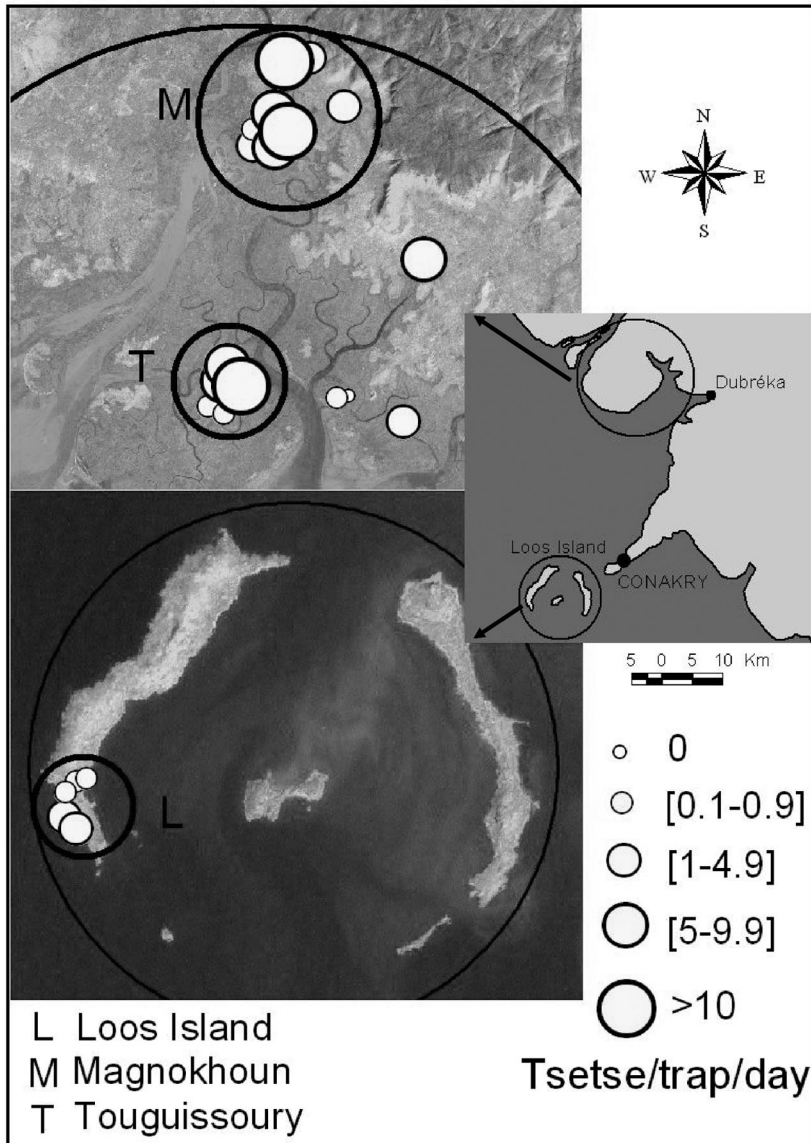 M
N
W E
S
T
Dubréka
Loos Island
CONAKRY
5 0 5 10 Km
L
0
[0.1-0.9]
[1-4.9]
[5-9.9]
>10
Tsetse/trap/day
L Loos Island
M Magnokhoun
T Touguissoury